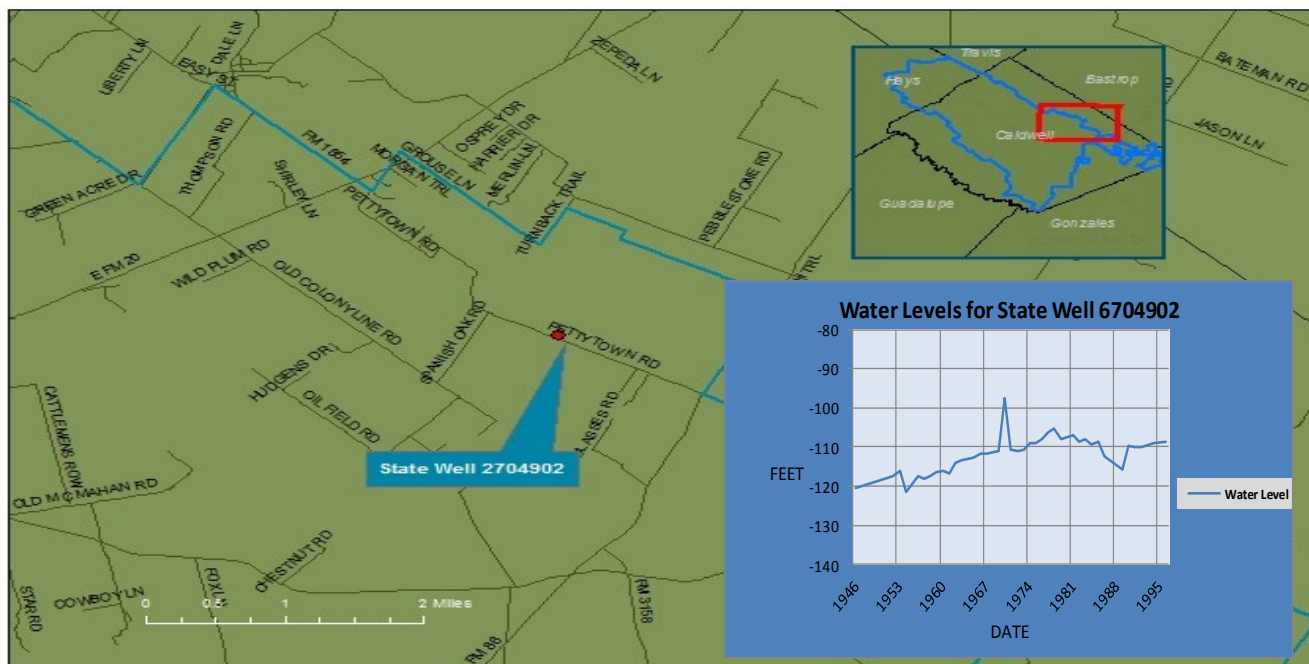 LIBERTY LN
DALE LN
EASY ST
ZEPEDA LN
BATEMAN RD
JASON LN
Travis
Bastrop
Hays
Caldwell
Guadalupe
Gonzales
THOMPSON RD
FM 1854
GROUSE LN
MORGAN TRL
OSPREY DR
HARRIER DR
MERLIN LN
GREEN ACRE DR
SHIRLEY LN
PETTYTOWN RD
TURNBACK TRAIL
PEBBLESTONE RD
TRL
E FM 20
WILD PLUM RD
OLD COLONY LINE RD
SPANISH OAK RD
PETTYTOWN RD
HUDGENS DR
OIL FIELD RD
ASSES RD
CATTLEMENS ROW
State Well 2704902
OLD MCMAHAN RD
CHESTNUT RD
STAR RD
COWBOY LN
FOX LN
FM 3158
FM 86
0 0.5 1 2 Miles
Water Levels for State Well 6704902
-80
-90
-100
-110
-120
-130
-140
FEET
1946 1953 1960 1967 1974 1981 1988 1995
DATE
Water Level